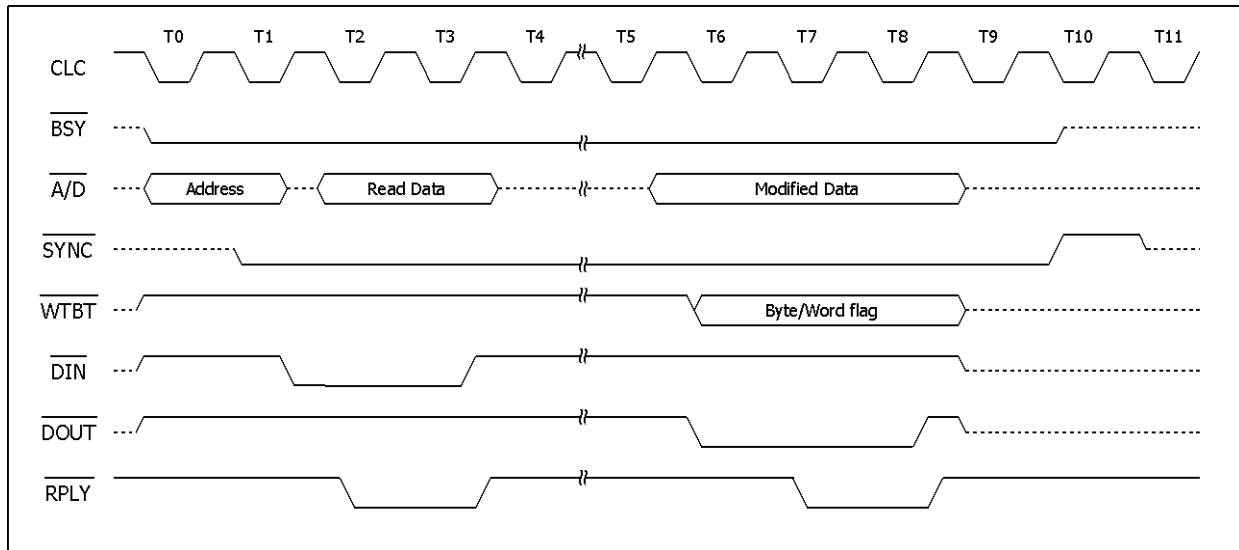 T0 T1 T2 T3 T4 T5 T6 T7 T8 T9 T10 T11
CLC
BSY
A/D Address Read Data Modified Data
SYNC
WTBT Byte/Word flag
DIN
DOUT
RPLY